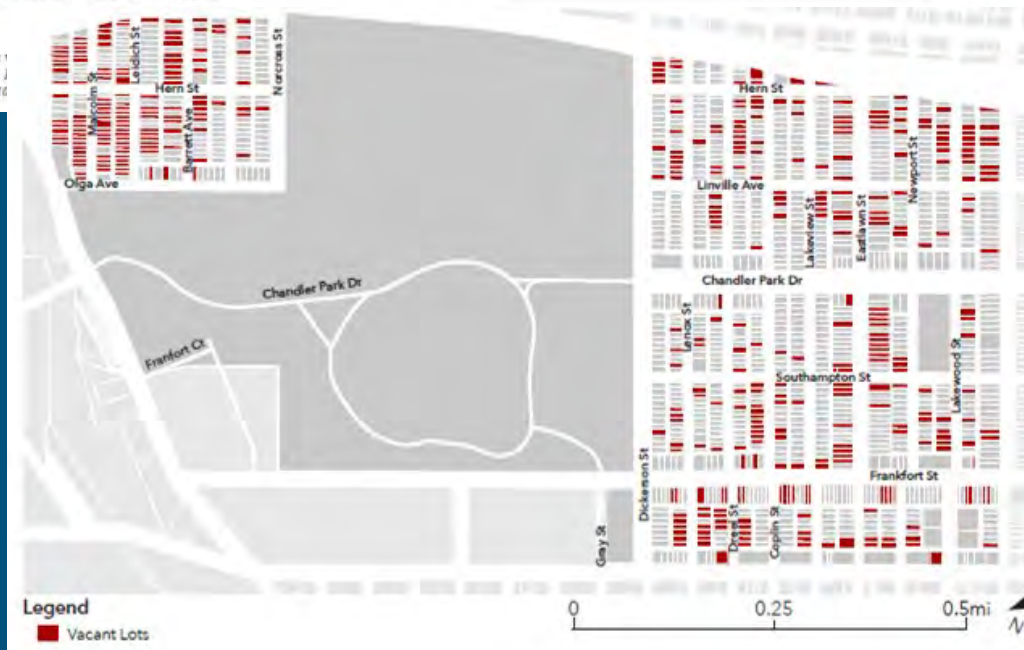 Leidich St
Norcross St
Malcolm St
Hern St
Barrett Ave
Olga Ave
Hern St
Newport St
Linville Ave
Lakeview St
Eastlawn St
Chandler Park Dr
Chandler Park Dr
Lenox St
Franfort Ct
Southampton St
Lakewood St
Dickerson St
Frankfort St
Drexel St
Coplin St
Gray St
Legend
Vacant Lots
0 0.25 0.5mi
N